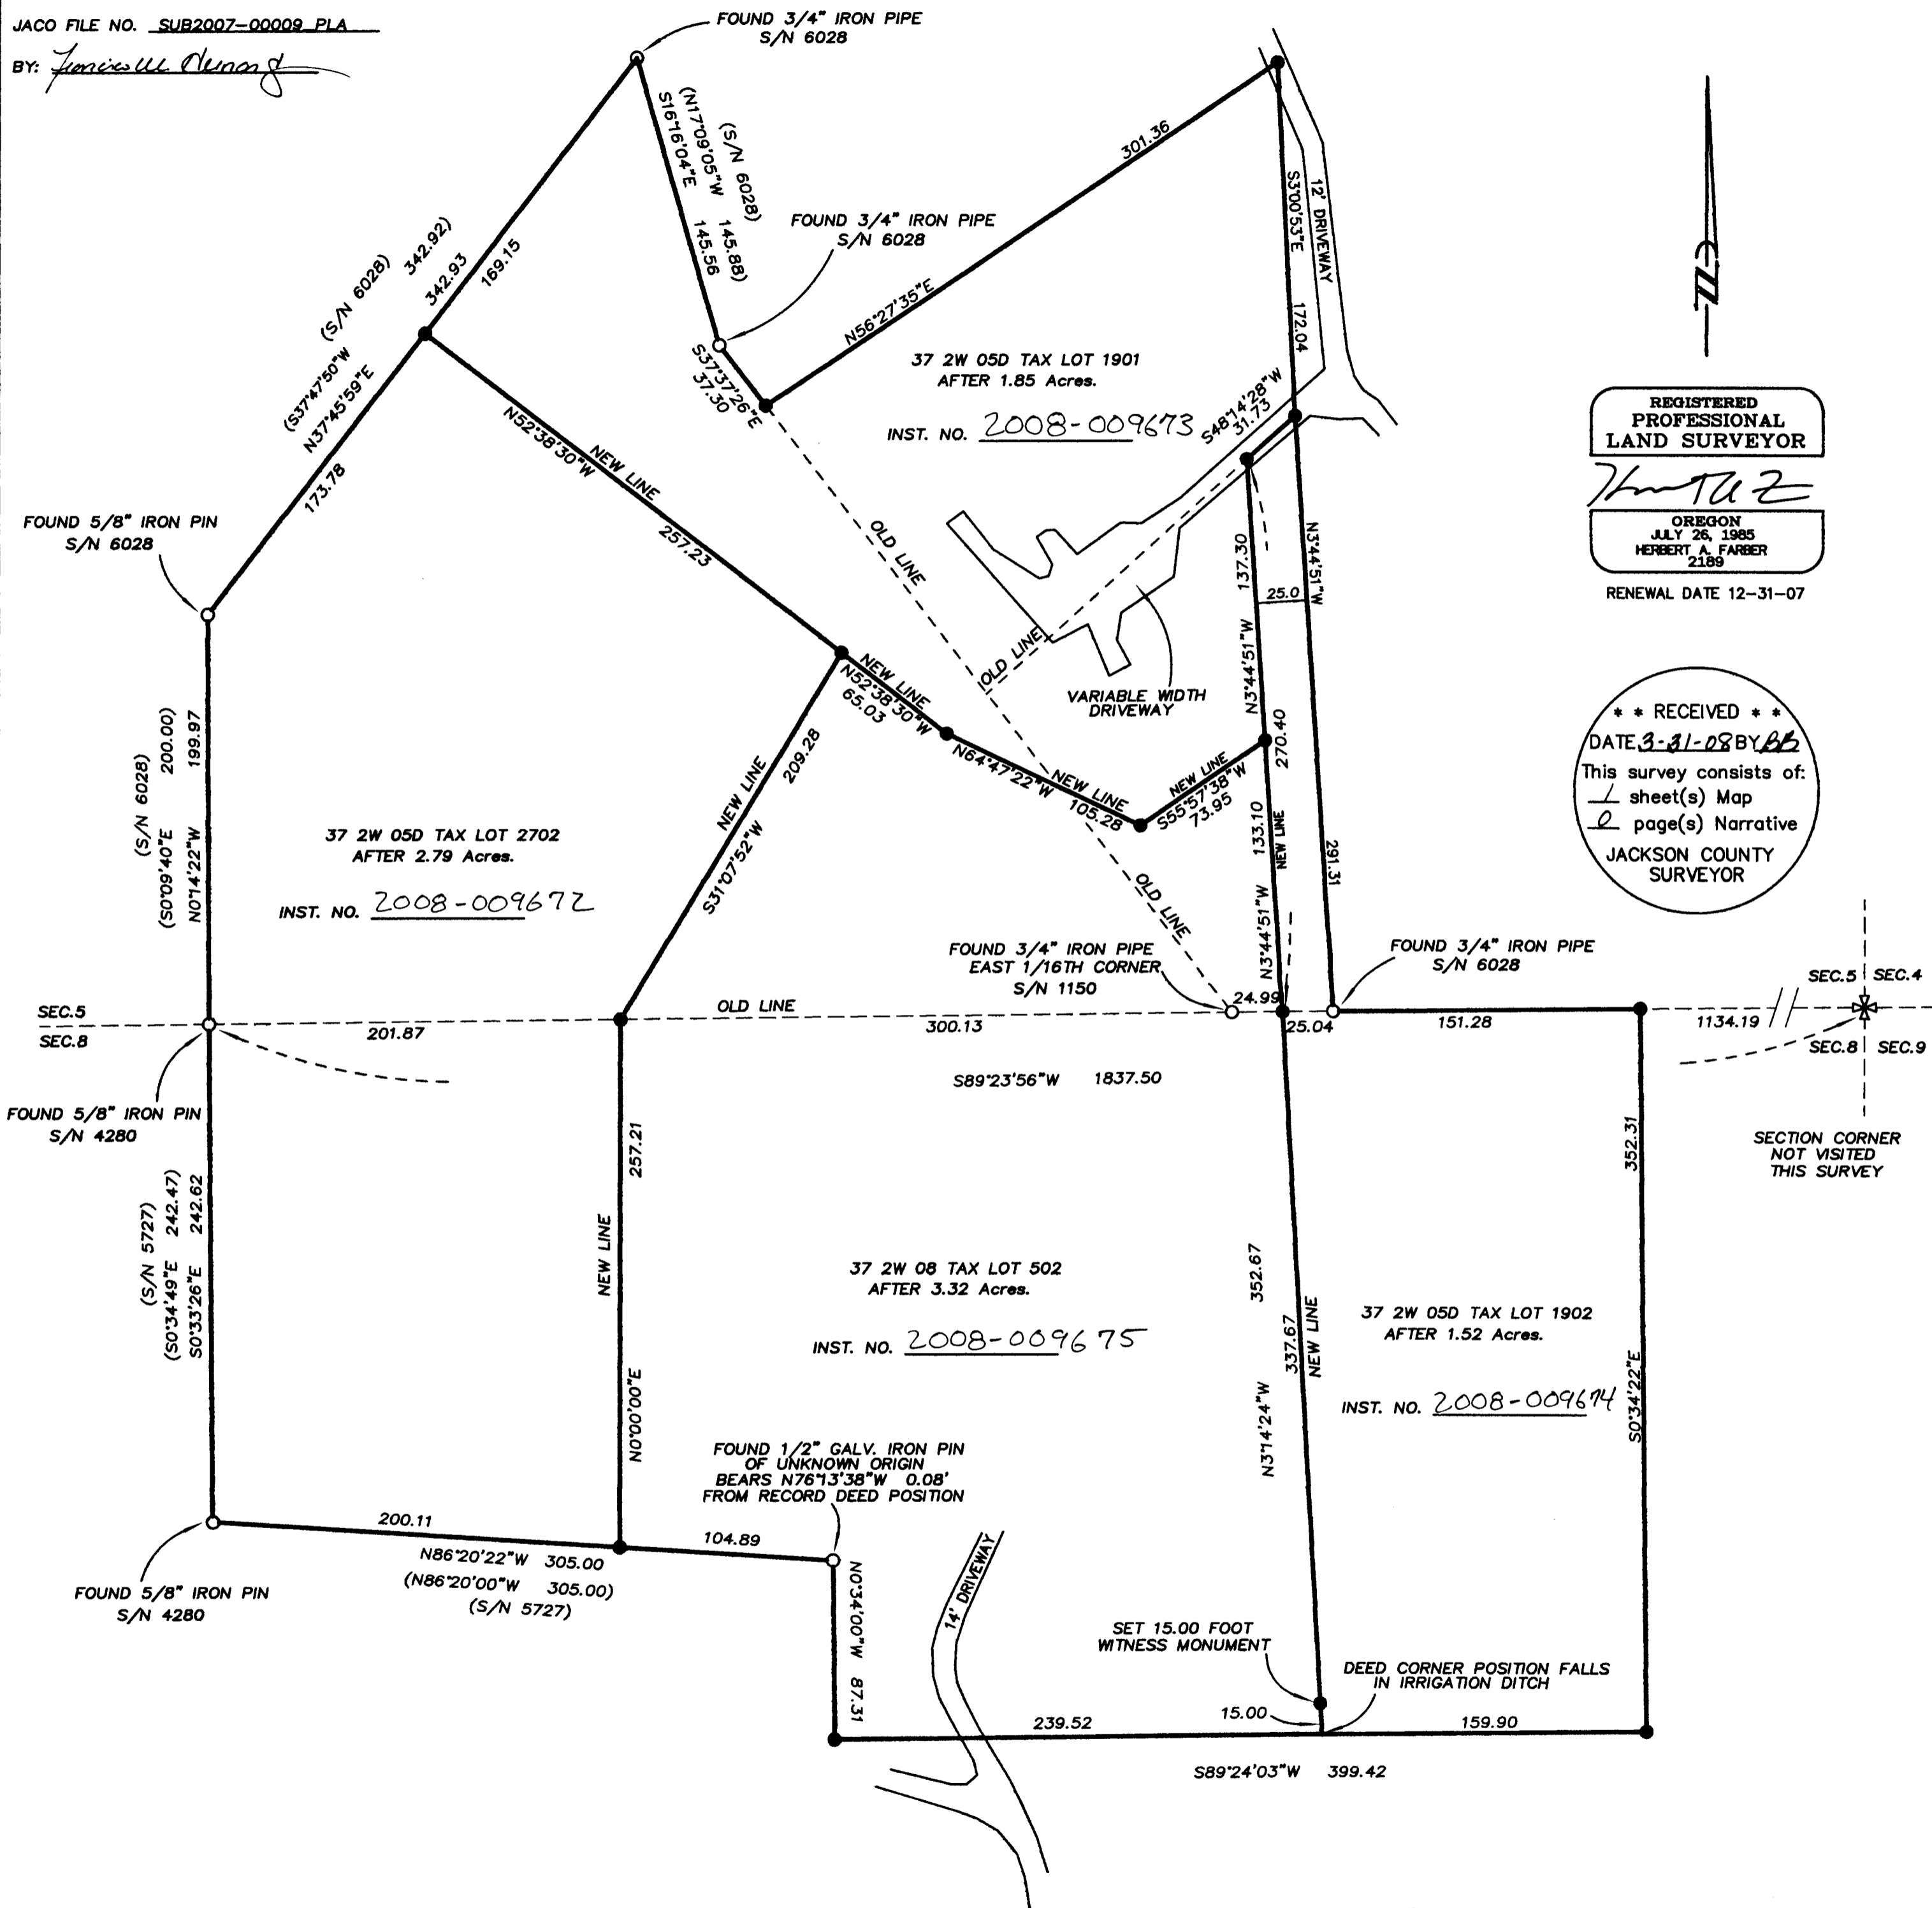 JACO FILE NO. SUB2007-00009 PLA
BY:
FOUND 3/4" IRON PIPE
S/N 6028
(S/N 6028)
(N17°09'05"W 145.88)
S16°16'04"E 145.56
FOUND 3/4" IRON PIPE
S/N 6028
S37°37'26"E
37.30
301.36
N56°27'35"E
S3°00'53"E 172.04
12' DRIVEWAY
(S/N 6028)
342.92)
342.93
169.15
(S37°47'50"W
N37°45'59"E
173.78
37 2W 05D TAX LOT 1901
AFTER 1.85 Acres.
INST. NO. 2008-009673
S48°14'28"W
31.73
REGISTERED
PROFESSIONAL
LAND SURVEYOR
OREGON
JULY 26, 1985
HERBERT A. FARBER
2189
RENEWAL DATE 12-31-07
FOUND 5/8" IRON PIN
S/N 6028
NEW LINE
N52°38'30"W
257.23
OLD LINE
OLD LINE
137.30
N3°44'51"W
25.0
N3°44'51"W
VARIABLE WIDTH
DRIVEWAY
NEW LINE
N52°38'30"W
65.03
NEW LINE
N64°47'22"W 105.28
NEW LINE
S55°57'38"W
73.95
270.40
133.10
NEW LINE
N3°44'51"W
291.31
* * RECEIVED * *
DATE 3-31-08 BY BB
This survey consists of:
1 sheet(s) Map
0 page(s) Narrative
JACKSON COUNTY
SURVEYOR
(S/N 6028)
(S0°09'40"E 200.00)
N0°14'22"W 199.97
37 2W 05D TAX LOT 2702
AFTER 2.79 Acres.
INST. NO. 2008-009672
NEW LINE
209.28
S31°07'52"W
OLD LINE
FOUND 3/4" IRON PIPE
EAST 1/16TH CORNER
S/N 1150
FOUND 3/4" IRON PIPE
S/N 6028
SEC.5 SEC.4
SEC.8 SEC.9
SEC.5
SEC.8
201.87
OLD LINE
300.13
24.99
25.04
151.28
1134.19
S89°23'56"W 1837.50
FOUND 5/8" IRON PIN
S/N 4280
SECTION CORNER
NOT VISITED
THIS SURVEY
(S/N 5727)
(S0°34'49"E 242.47)
S0°33'26"E 242.62
257.21
NEW LINE
N0°00'00"E
37 2W 08 TAX LOT 502
AFTER 3.32 Acres.
INST. NO. 2008-009675
352.67
N3°14'24"W
337.67
NEW LINE
37 2W 05D TAX LOT 1902
AFTER 1.52 Acres.
INST. NO. 2008-009674
352.31
S0°34'22"E
FOUND 1/2" GALV. IRON PIN
OF UNKNOWN ORIGIN
BEARS N76°13'38"W 0.08'
FROM RECORD DEED POSITION
200.11
104.89
N86°20'22"W 305.00
(N86°20'00"W 305.00)
(S/N 5727)
FOUND 5/8" IRON PIN
S/N 4280
N0°34'00"W 87.31
14' DRIVEWAY
SET 15.00 FOOT
WITNESS MONUMENT
DEED CORNER POSITION FALLS
IN IRRIGATION DITCH
239.52
15.00
159.90
S89°24'03"W 399.42